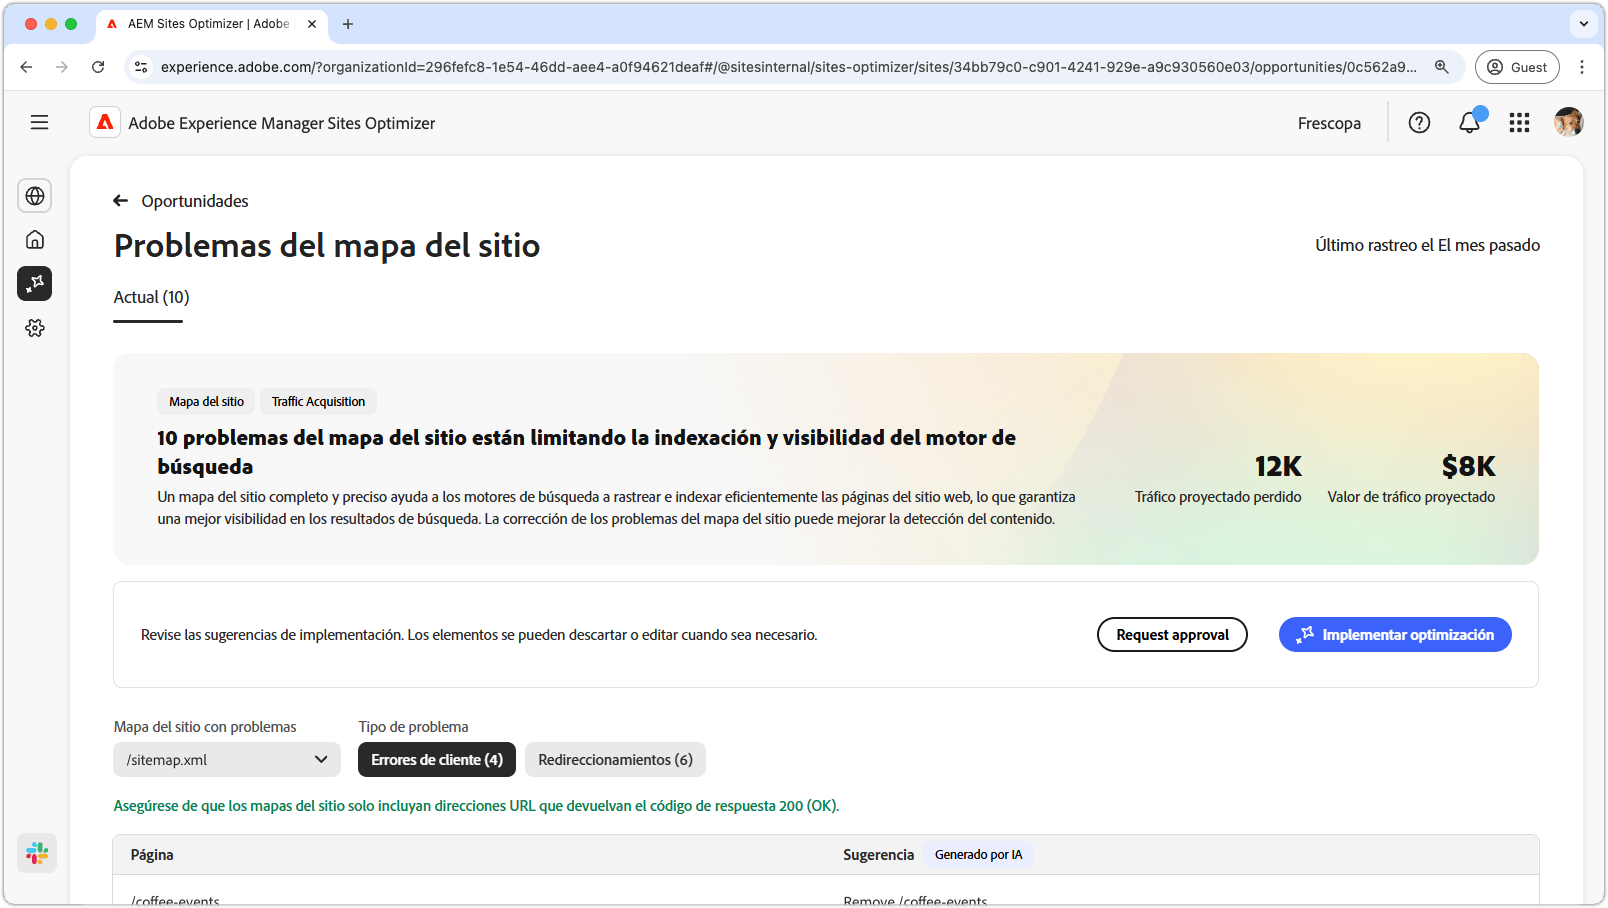 AEM Sites Optimizer | Adobe
experience.adobe.com/?organizationId=296fefc8-1e54-46dd-aee4-a0f94621deaf#/@sitesinternal/sites-optimizer/sites/34bb79c0-c901-4241-929e-a9c930560e03/opportunities/0c562a9...
Guest
Adobe Experience Manager Sites Optimizer
Frescopa
Oportunidades
Problemas del mapa del sitio
Último rastreo el El mes pasado
Actual (10)
Mapa del sitio
Traffic Acquisition
10 problemas del mapa del sitio están limitando la indexación y visibilidad del motor de
búsqueda
Un mapa del sitio completo y preciso ayuda a los motores de búsqueda a rastrear e indexar eficientemente las páginas del sitio web, lo que garantiza
una mejor visibilidad en los resultados de búsqueda. La corrección de los problemas del mapa del sitio puede mejorar la detección del contenido.
12K
Tráfico proyectado perdido
$8K
Valor de tráfico proyectado
Revise las sugerencias de implementación. Los elementos se pueden descartar o editar cuando sea necesario.
Request approval
Implementar optimización
Mapa del sitio con problemas
Tipo de problema
/sitemap.xml
Errores de cliente (4)
Redireccionamientos (6)
Asegúrese de que los mapas del sitio solo incluyan direcciones URL que devuelvan el código de respuesta 200 (OK).
Página
Sugerencia
Generado por IA
/coffee-events
Remove /coffee-events